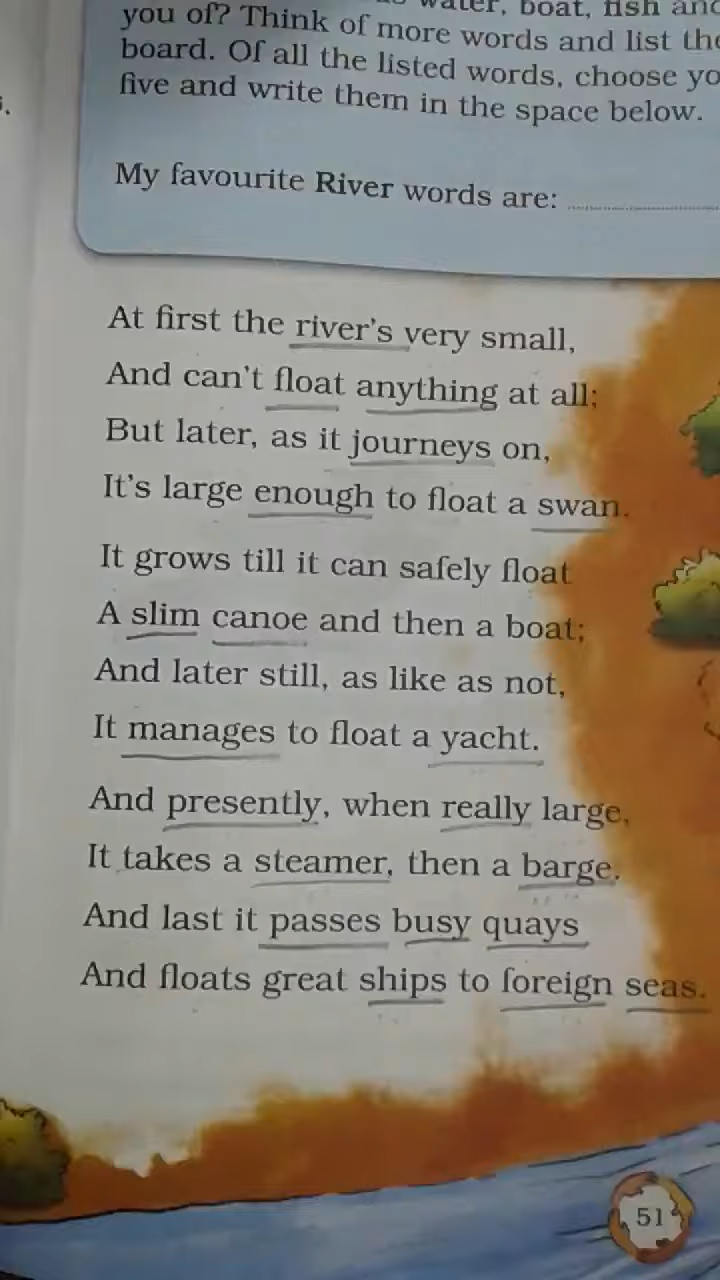 water, boat, fish and
you of? Think of more words and list
board. Of all the listed words, choose
five and write them in the space below.
My favourite River words are:
At first the river's very small,
And can't float anything at all;
But later, as it journeys on,
It's large enough to float a swan.
It grows till it can safely float
A slim canoe and then a boat;
And later still, as like as not,
It manages to float a yacht.
And presently, when really large,
It takes a steamer, then a barge.
And last it passes busy quays
And floats great ships to foreign seas.
51